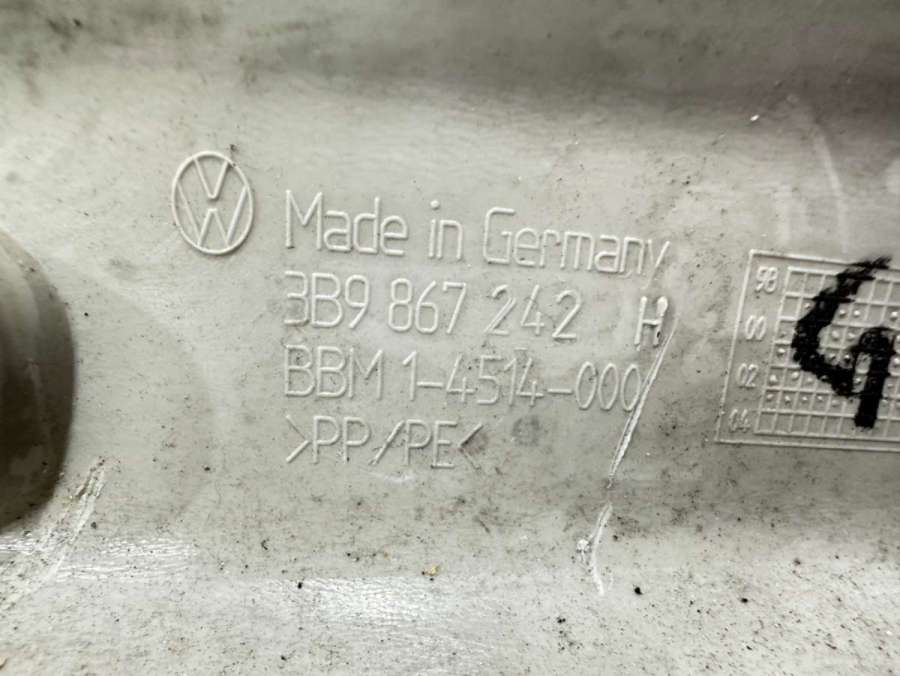 Made in Germany
3B9 867 242 H
BBM 1-4514-000
>PP/PE<
98
00
02
04
4